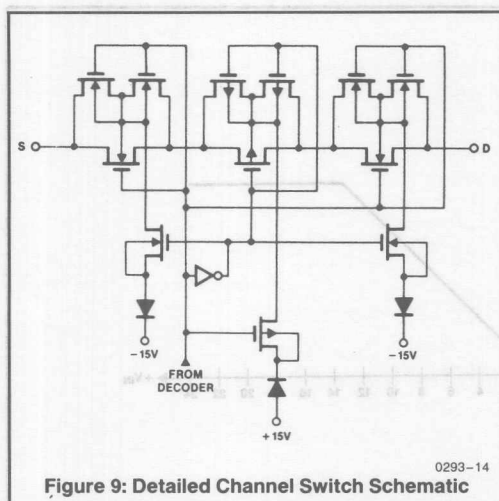 S
D
-15V
-15V
FROM
DECODER
+15V
0293-14
Figure 9: Detailed Channel Switch Schematic